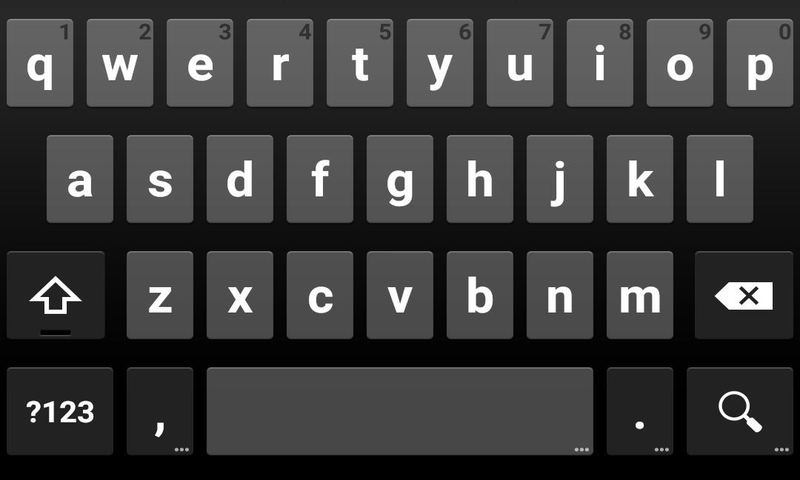 1 2 3 4 5 6 7 8 9 0
q w e r t y u i o p
a s d f g h j k l
z x c v b n m
?123 , .